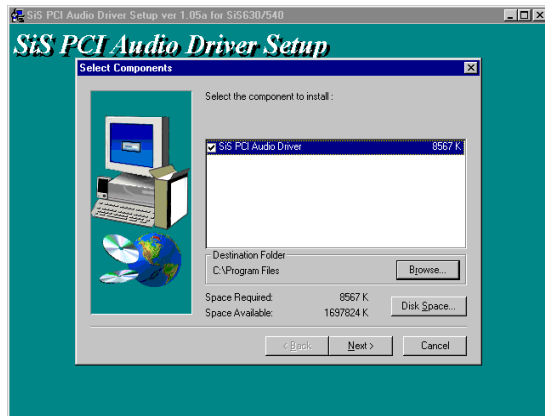 SiS PCI Audio Driver Setup ver 1.05a for SiS630/540
SiS PCI Audio Driver Setup
Select Components
Select the component to install :
SiS PCI Audio Driver 8567 K
Destination Folder
C:\Program Files
Browse...
Space Required: 8567 K
Space Available: 1697824 K
Disk Space...
< Back
Next >
Cancel